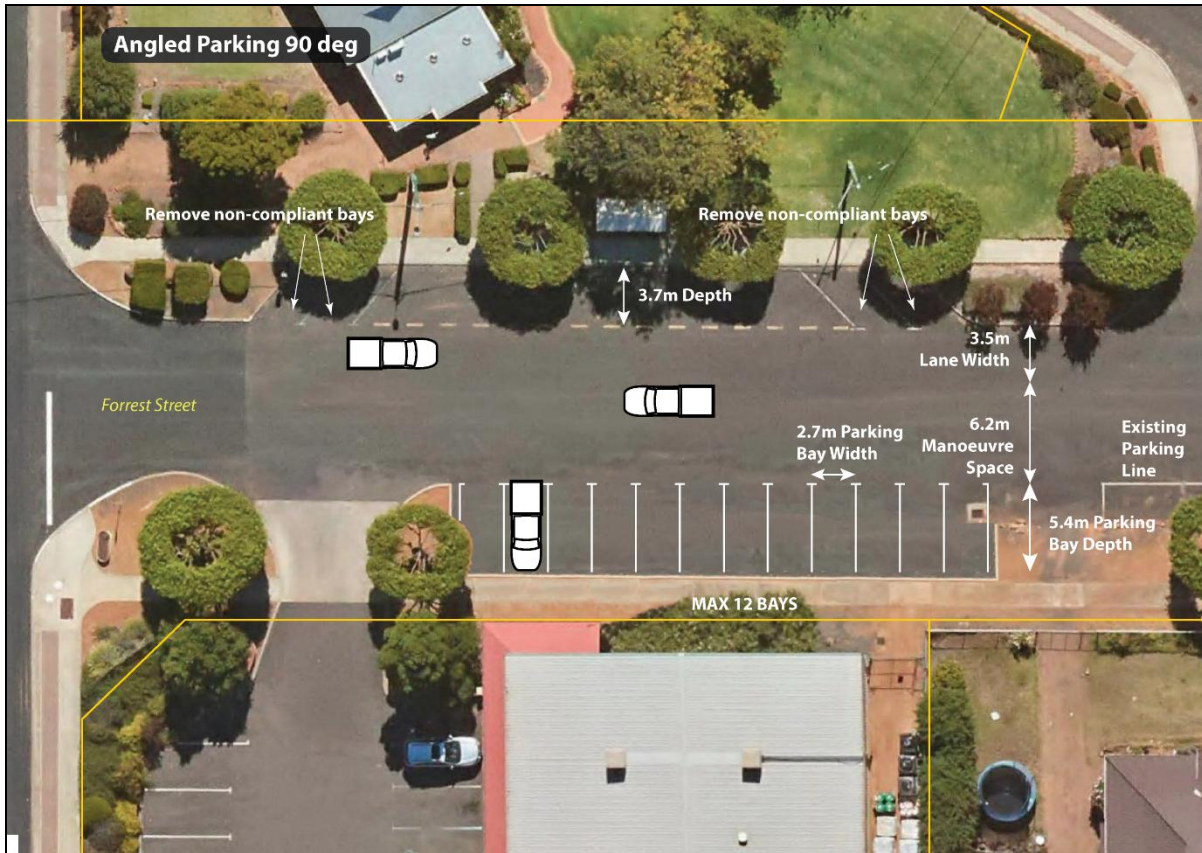 Angled Parking 90 deg
Remove non-compliant bays
Remove non-compliant bays
3.7m Depth
3.5m
Lane Width
Forrest Street
2.7m Parking
Bay Width
6.2m
Manoeuvre
Space
Existing
Parking
Line
5.4m Parking
Bay Depth
MAX 12 BAYS